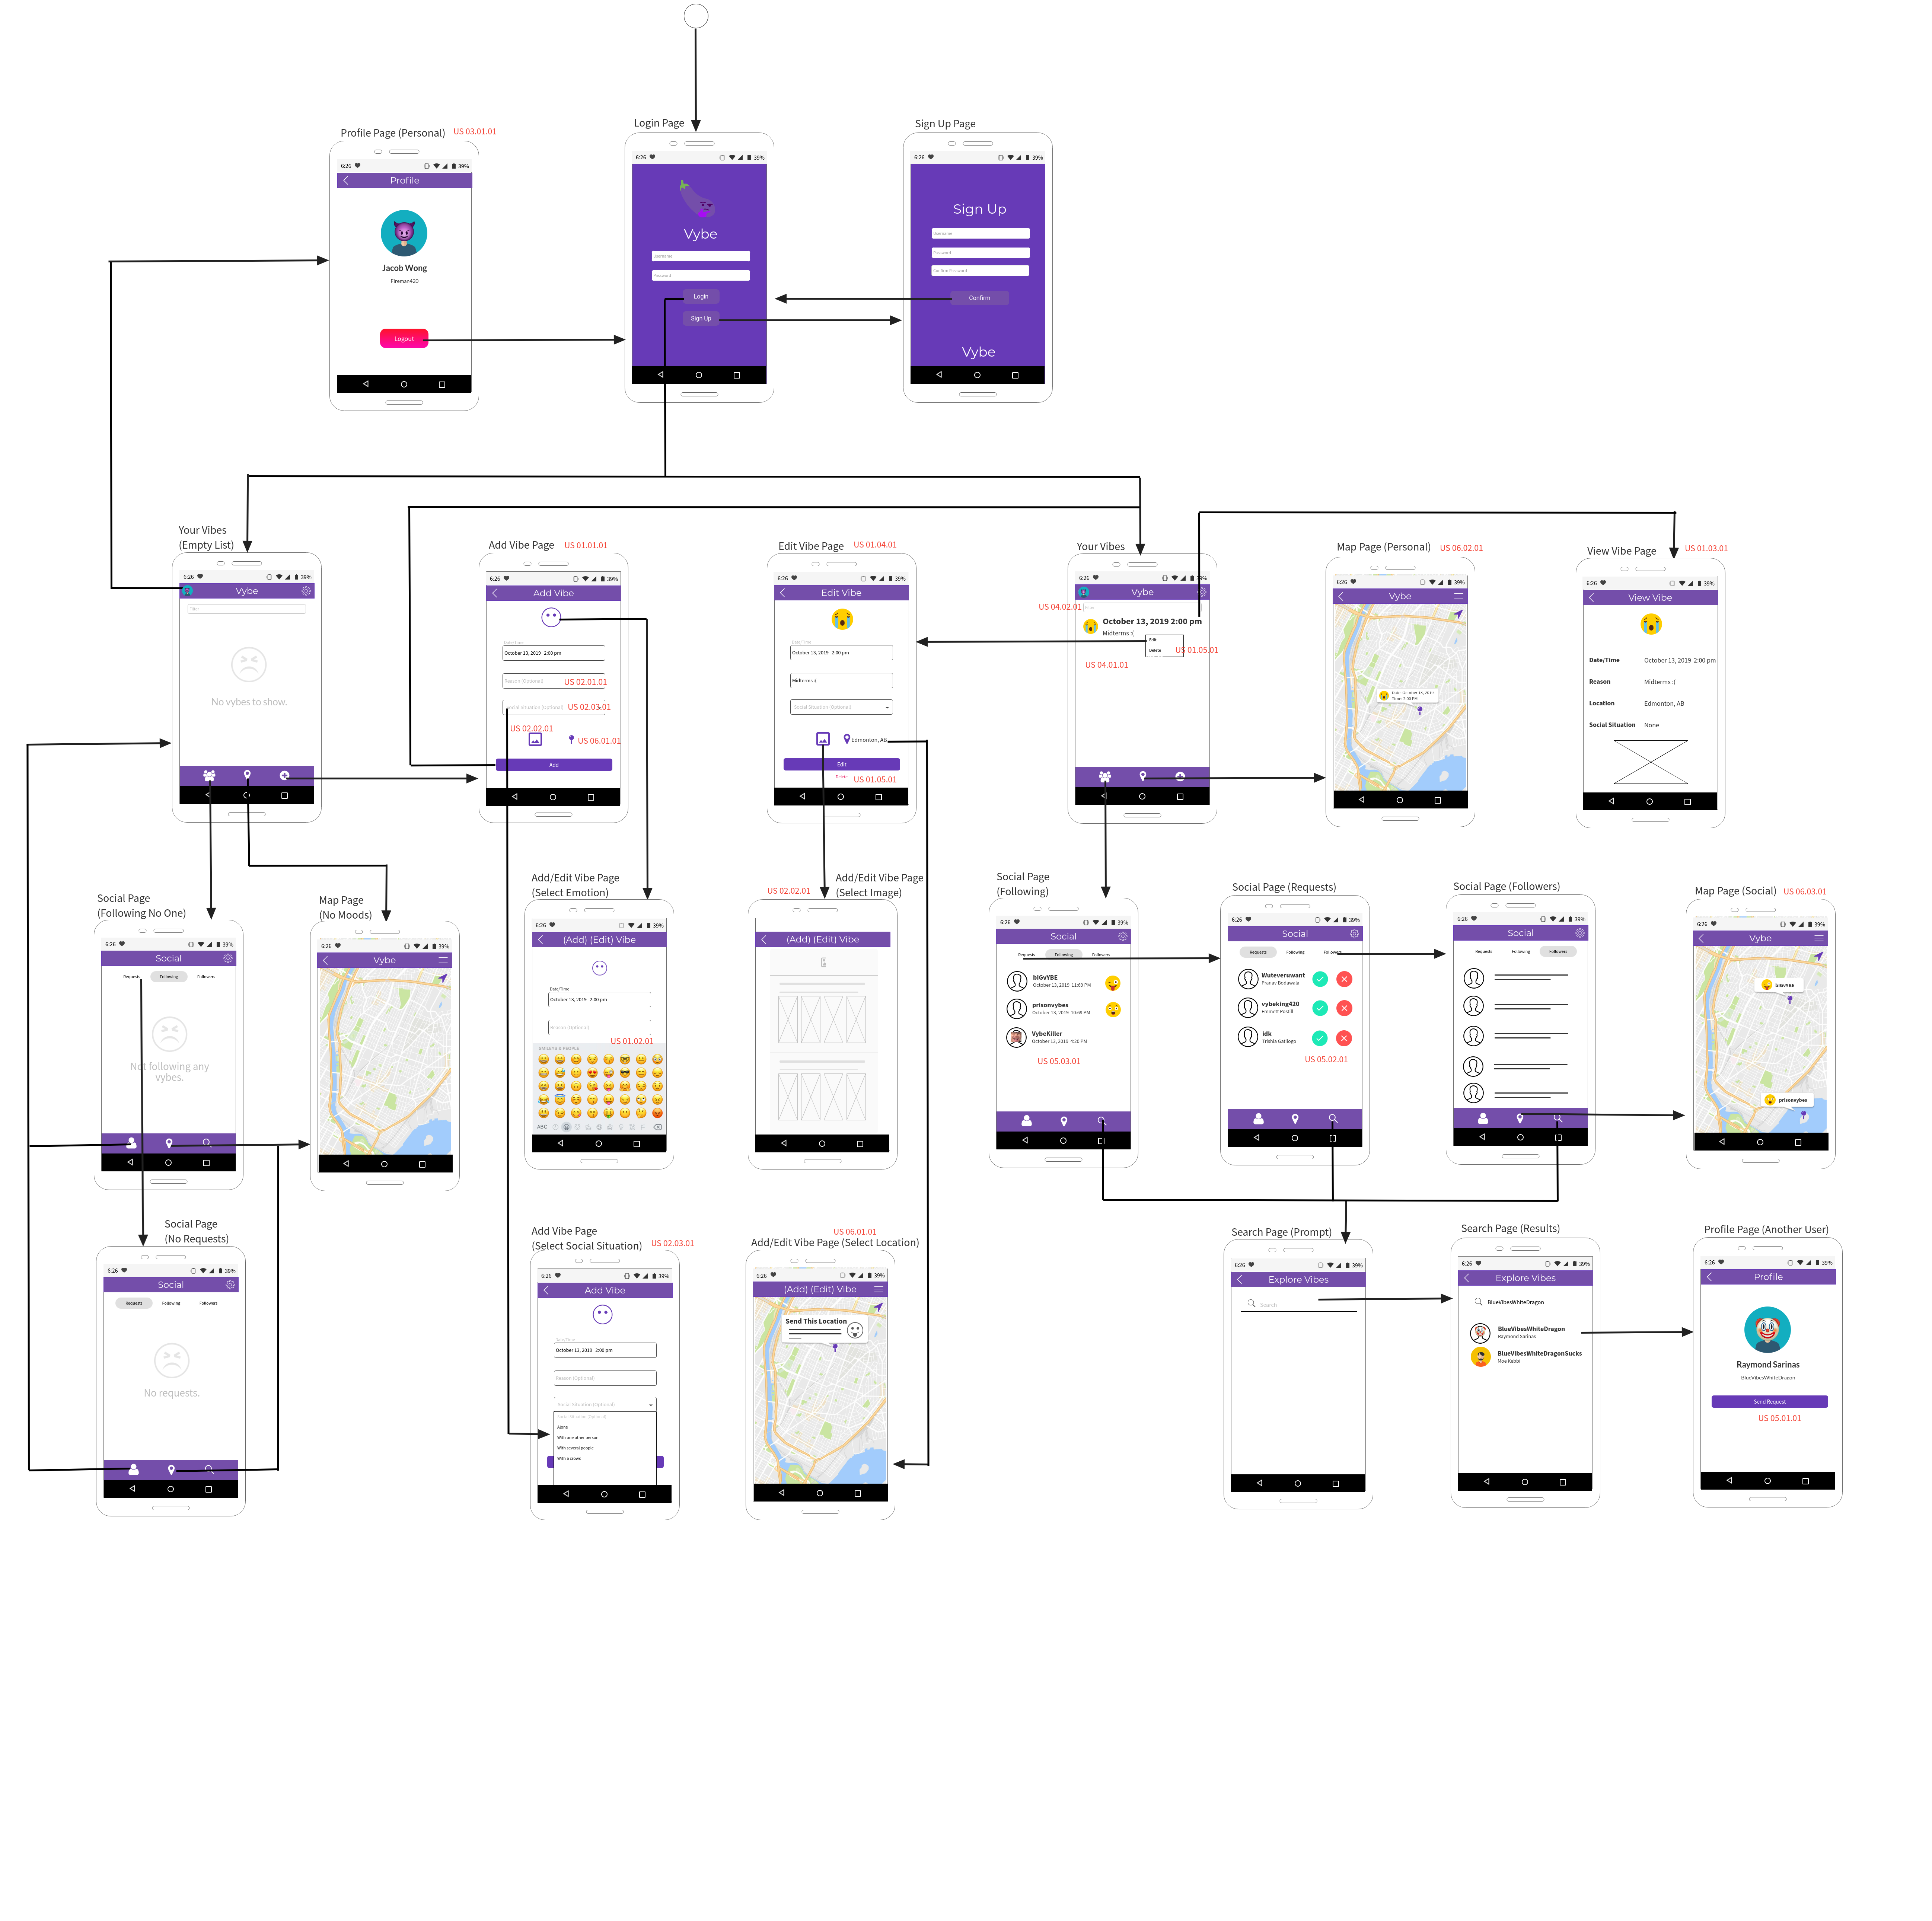 Profile Page (Personal) US 03.01.01
6:26 39%
Profile
Jacob Wong
Fireman420
Logout
Login Page
6:26 39%
Vybe
Username
Password
Login
Sign Up
Sign Up Page
6:26 39%
Sign Up
Username
Password
Confirm Password
Confirm
Vybe
Your Vibes
(Empty List)
6:26 39%
Vybe
Filter
No vybes to show.
Add Vibe Page US 01.01.01
6:26 39%
Add Vibe
Date/Time
October 13, 2019 2:00 pm
Reason (Optional) US 02.01.01
Social Situation (Optional) US 02.03.01
US 02.02.01
US 06.01.01
Add
Edit Vibe Page US 01.04.01
6:26 39%
Edit Vibe
Date/Time
October 13, 2019 2:00 pm
Midterms :(
Social Situation (Optional)
Edmonton, AB
Edit
Delete US 01.05.01
Your Vibes
6:26 39%
Vybe
US 04.02.01 Filter
October 13, 2019 2:00 pm
Midterms :(
Edit
Delete US 01.05.01
US 04.01.01
Map Page (Personal) US 06.02.01
6:26 39%
Vybe
Date: October 13, 2019
Time: 2:00 PM
View Vibe Page US 01.03.01
6:26 39%
View Vibe
Date/Time October 13, 2019 2:00 pm
Reason Midterms :(
Location Edmonton, AB
Social Situation None
Social Page
(Following No One)
6:26 39%
Social
Requests Following Followers
Not following any
vybes.
Map Page
(No Moods)
6:26 39%
Vybe
Add/Edit Vibe Page
(Select Emotion)
6:26 39%
(Add) (Edit) Vibe
Date/Time
October 13, 2019 2:00 pm
Reason (Optional)
US 01.02.01
SMILEYS & PEOPLE
ABC
US 02.02.01
Add/Edit Vibe Page
(Select Image)
(Add) (Edit) Vibe
Social Page
(Following)
6:26 39%
Social
Requests Following Followers
bIGvYBE
October 13, 2019 11:69 PM
prisonvybes
October 13, 2019 10:69 PM
VybeKiller
October 13, 2019 4:20 PM
US 05.03.01
Social Page (Requests)
6:26 39%
Social
Requests Following Followers
Wuteveruwant
Pranav Bodawala
vybeking420
Emmett Postill
idk
Trishia Gatilogo
US 05.02.01
Social Page (Followers)
6:26 39%
Social
Requests Following Followers
Map Page (Social) US 06.03.01
6:26 39%
Vybe
bIGvYBE
prisonvybes
Social Page
(No Requests)
6:26 39%
Social
Requests Following Followers
No requests.
Add Vibe Page
(Select Social Situation) US 02.03.01
6:26 39%
Add Vibe
Date/Time
October 13, 2019 2:00 pm
Reason (Optional)
Social Situation (Optional)
Social Situation (Optional)
Alone
With one other person
With several people
With a crowd
US 06.01.01
Add/Edit Vibe Page (Select Location)
6:26 39%
(Add) (Edit) Vibe
Send This Location
Search Page (Prompt)
6:26 39%
Explore Vibes
Search
Search Page (Results)
6:26 39%
Explore Vibes
BlueVibesWhiteDragon
BlueVibesWhiteDragon
Raymond Sarinas
BlueVibesWhiteDragonSucks
Moe Kebbi
Profile Page (Another User)
6:26 39%
Profile
Raymond Sarinas
BlueVibesWhiteDragon
Send Request
US 05.01.01